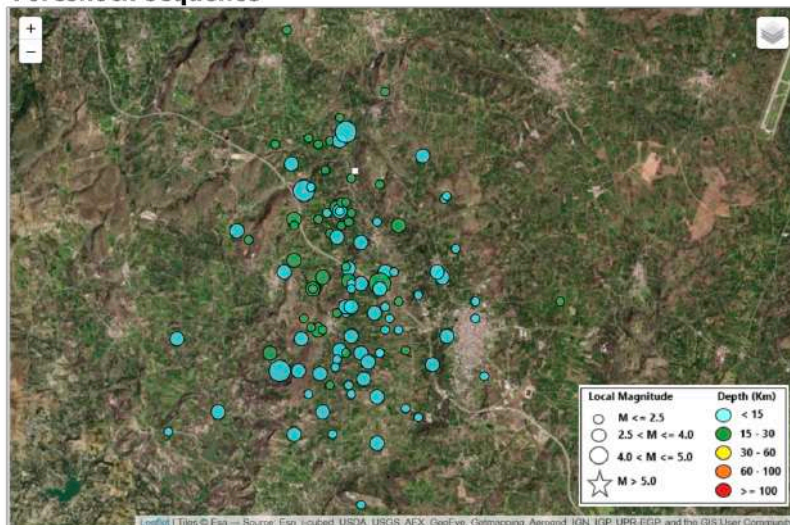 +
−
Local Magnitude
Depth (Km)
M <= 2.5
< 15
2.5 < M <= 4.0
15 - 30
4.0 < M <= 5.0
30 - 60
60 - 100
M > 5.0
>= 100
Leaflet | Tiles © Esri — Source: Esri, i-cubed, USDA, USGS, AEX, GeoEye, Getmapping, Aerogrid, IGN, IGP, UPR-EGP, and the GIS User Community